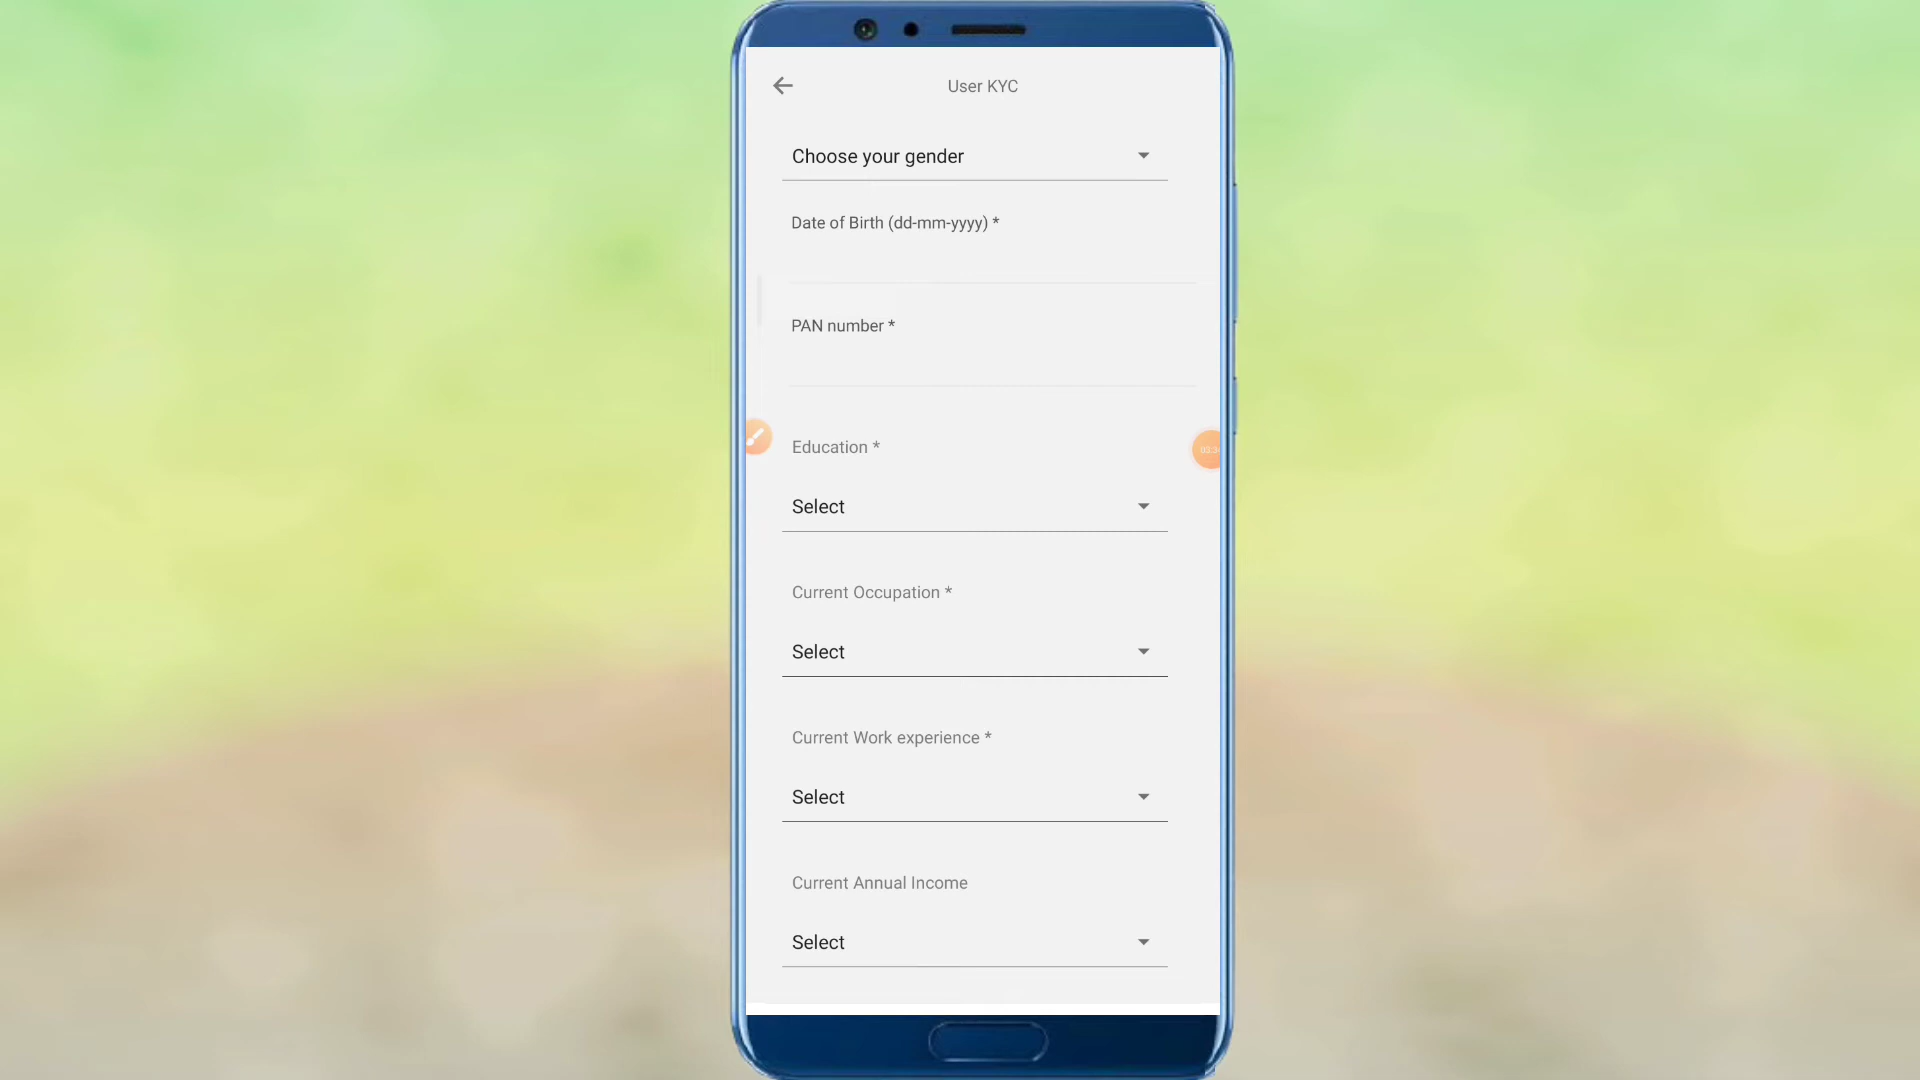 User KYC
Choose your gender
Date of Birth (dd-mm-yyyy) *
PAN number *
Education *
Select
Current Occupation *
Select
Current Work experience *
Select
Current Annual Income
Select